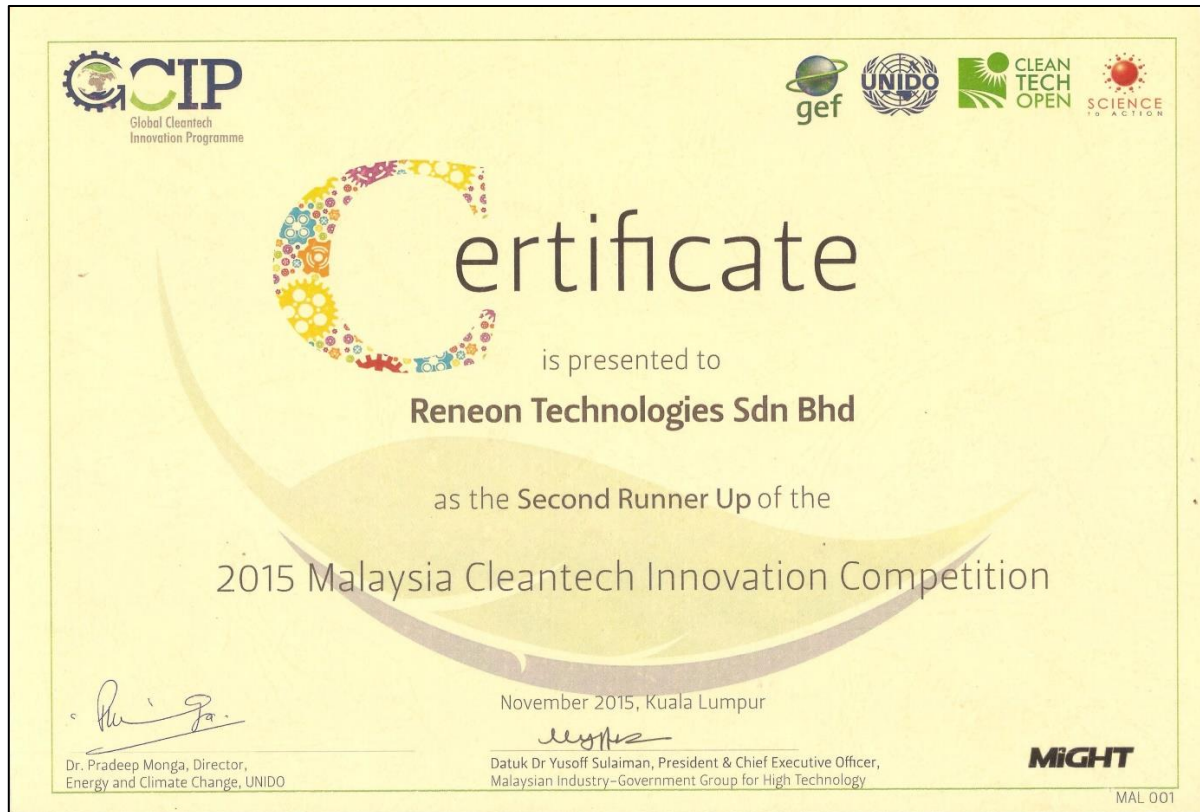 GCIP
Global Cleantech
Innovation Programme
gef
UNIDO
CLEAN
TECH
OPEN
SCIENCE
TO ACTION
Certificate
is presented to
Reneon Technologies Sdn Bhd
as the Second Runner Up of the
2015 Malaysia Cleantech Innovation Competition
November 2015, Kuala Lumpur
Dr. Pradeep Monga, Director,
Energy and Climate Change, UNIDO
Datuk Dr Yusoff Sulaiman, President & Chief Executive Officer,
Malaysian Industry–Government Group for High Technology
MiGHT
MAL 001